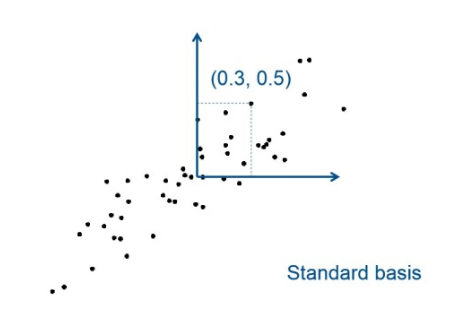 (0.3, 0.5)
Standard basis